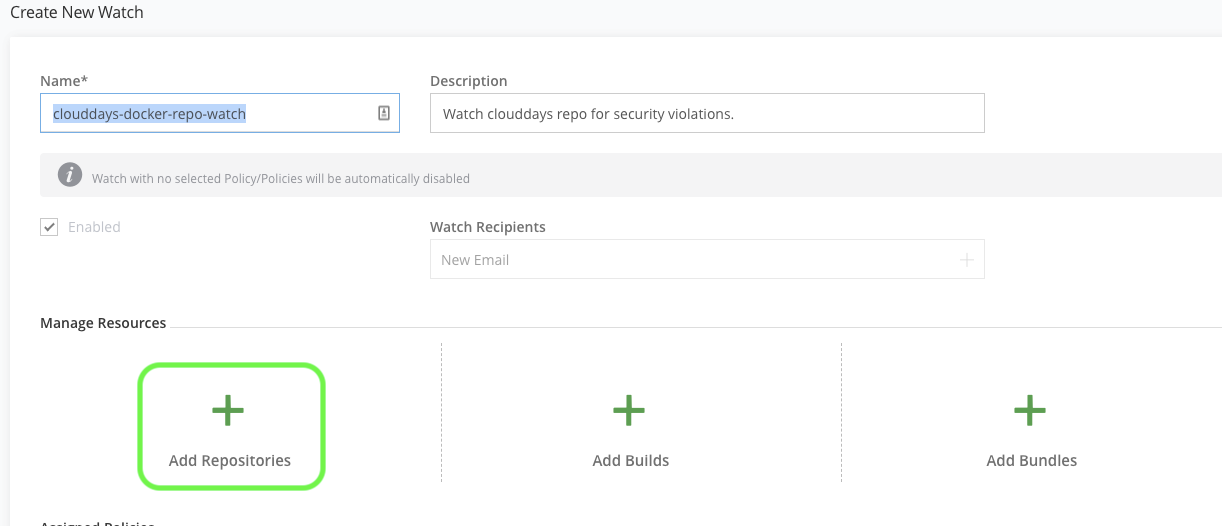 Create New Watch
Name*
Description
clouddays-docker-repo-watch
Watch clouddays repo for security violations.
i Watch with no selected Policy/Policies will be automatically disabled
Enabled
Watch Recipients
New Email
Manage Resources
Add Repositories
Add Builds
Add Bundles
Assigned Policies